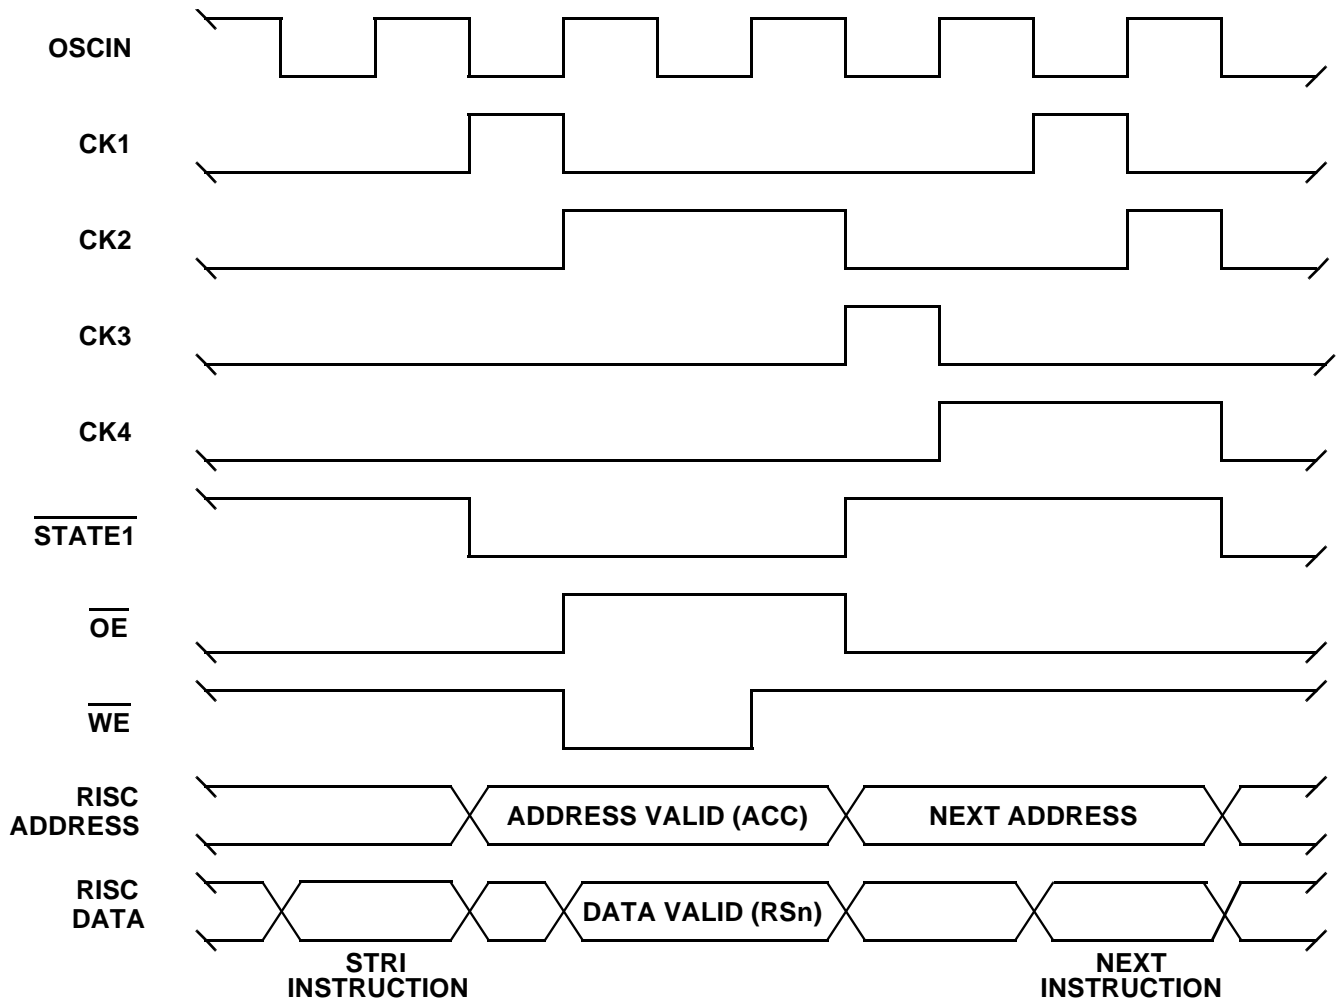 OSCIN
CK1
CK2
CK3
CK4
STATE1
OE
WE
RISC
ADDRESS
ADDRESS VALID (ACC)
NEXT ADDRESS
RISC
DATA
DATA VALID (RSn)
STRI
INSTRUCTION
NEXT
INSTRUCTION